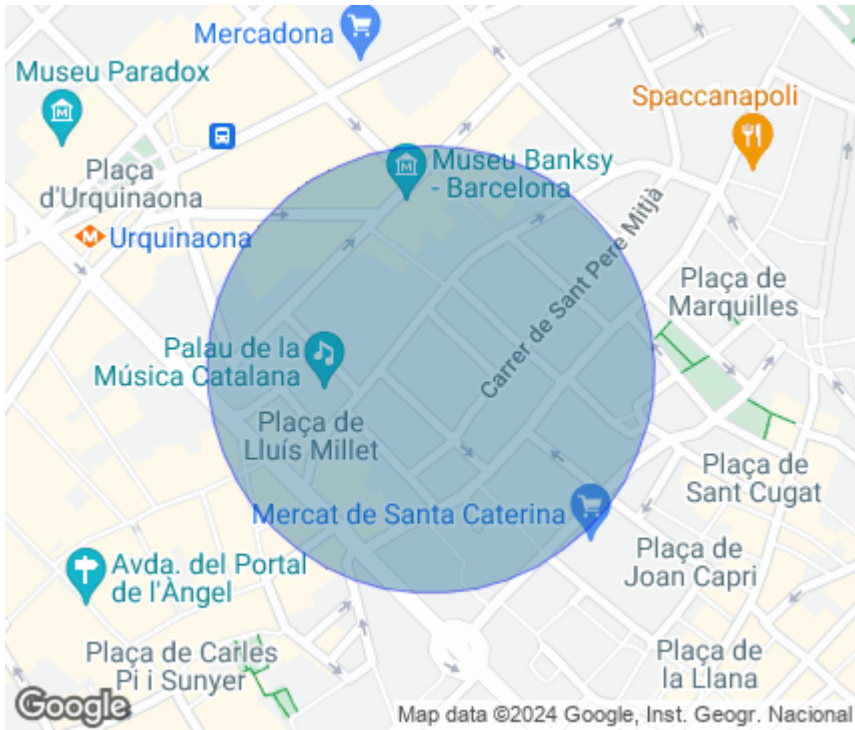 Mercadona
Museu Paradox
Spaccanapoli
Museu Banksy
- Barcelona
Plaça
d'Urquinaona
M Urquinaona
Carrer de Sant Pere Mitjà
Plaça de
Marquilles
Palau de la
Música Catalana
Plaça de
Lluís Millet
Plaça de
Sant Cugat
Mercat de Santa Caterina
Avda. del Portal
de l'Àngel
Plaça de
Joan Capri
Plaça de Carles
Pi i Sunyer
Plaça de
la Llana
Google
Map data ©2024 Google, Inst. Geogr. Nacional